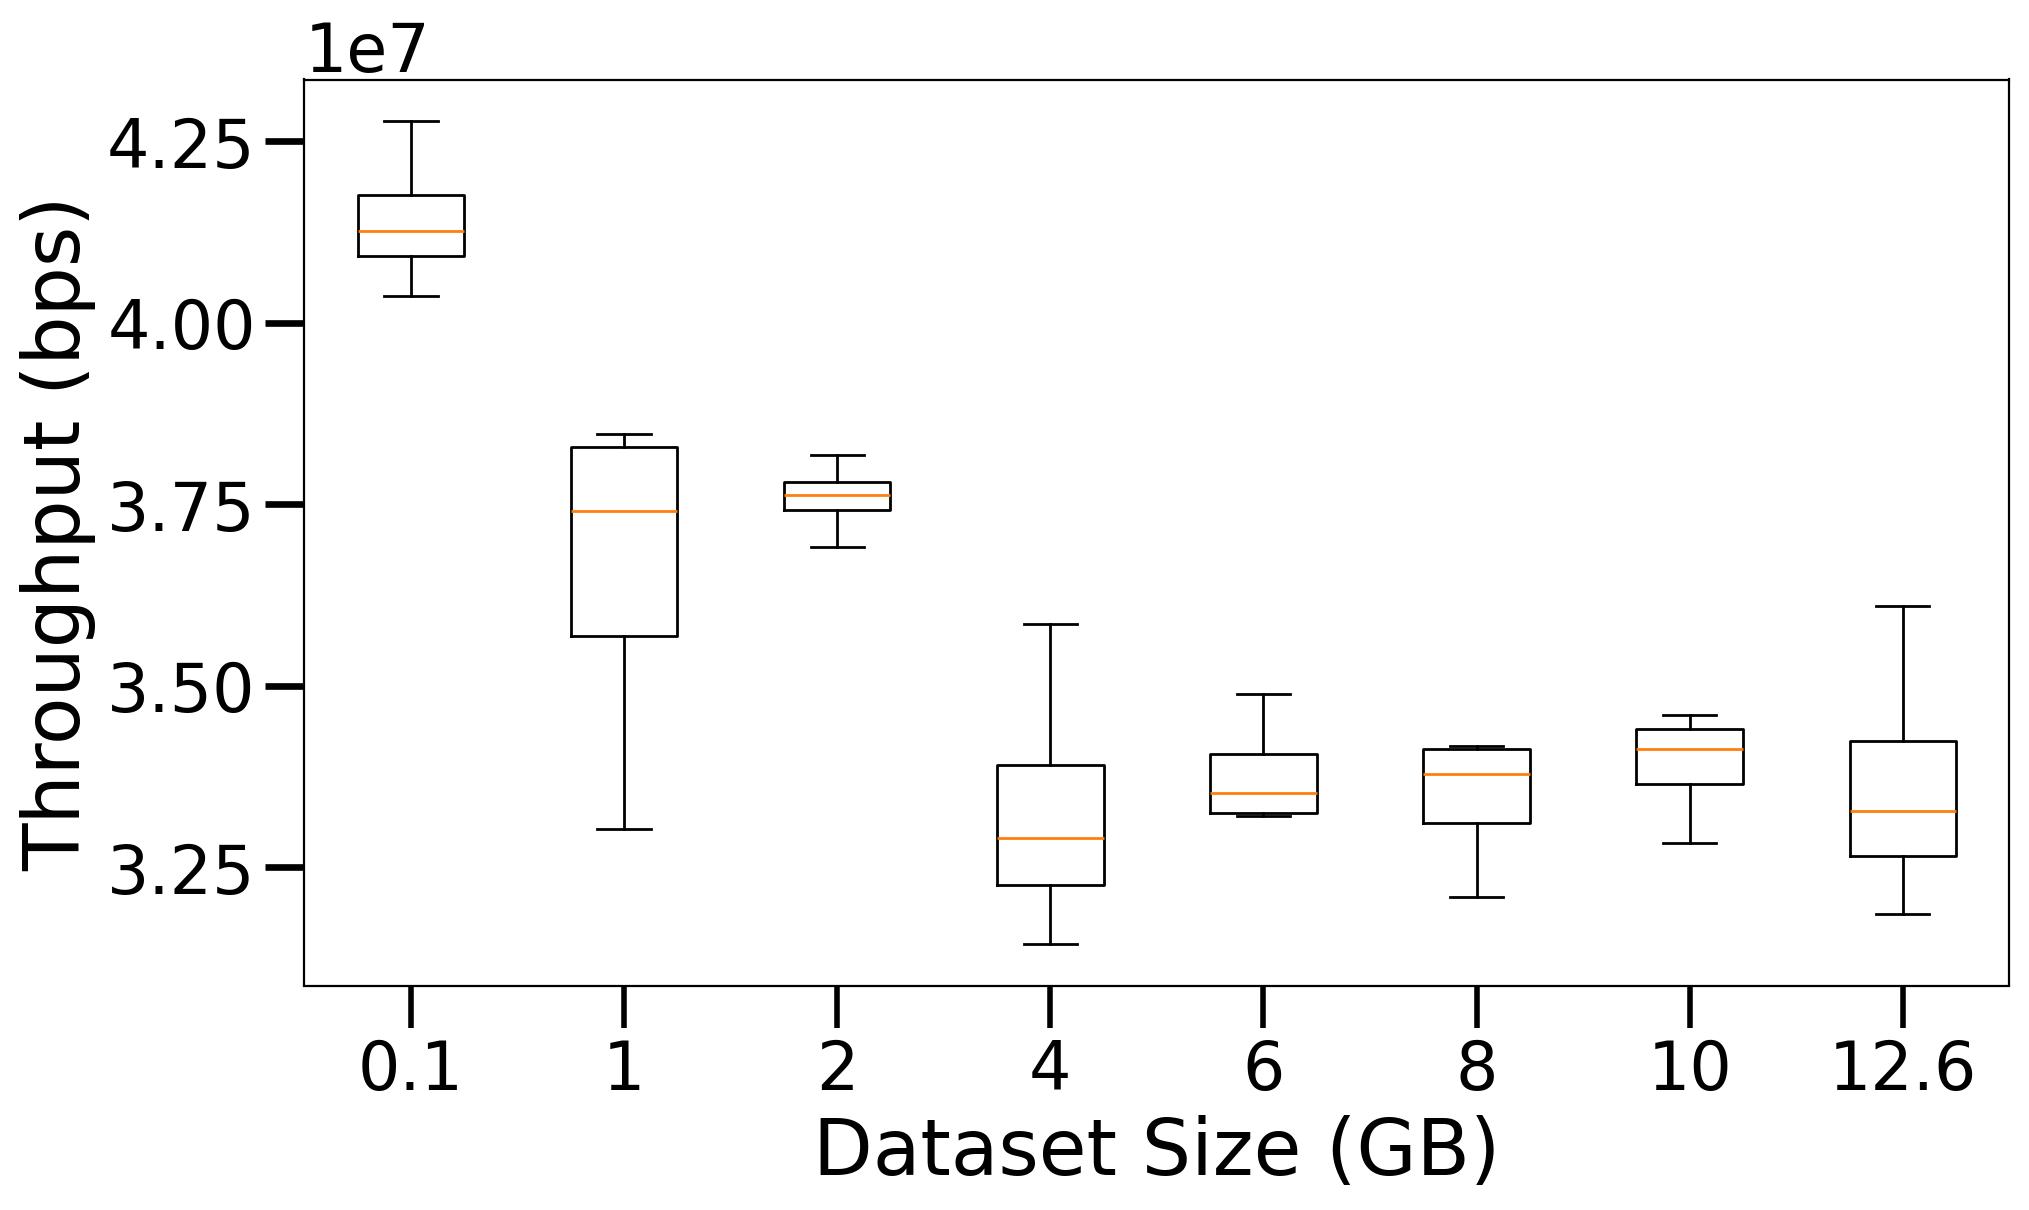 1e7
4.25
4.00
3.75
3.50
3.25
Throughput (bps)
0.1 1 2 4 6 8 10 12.6
Dataset Size (GB)